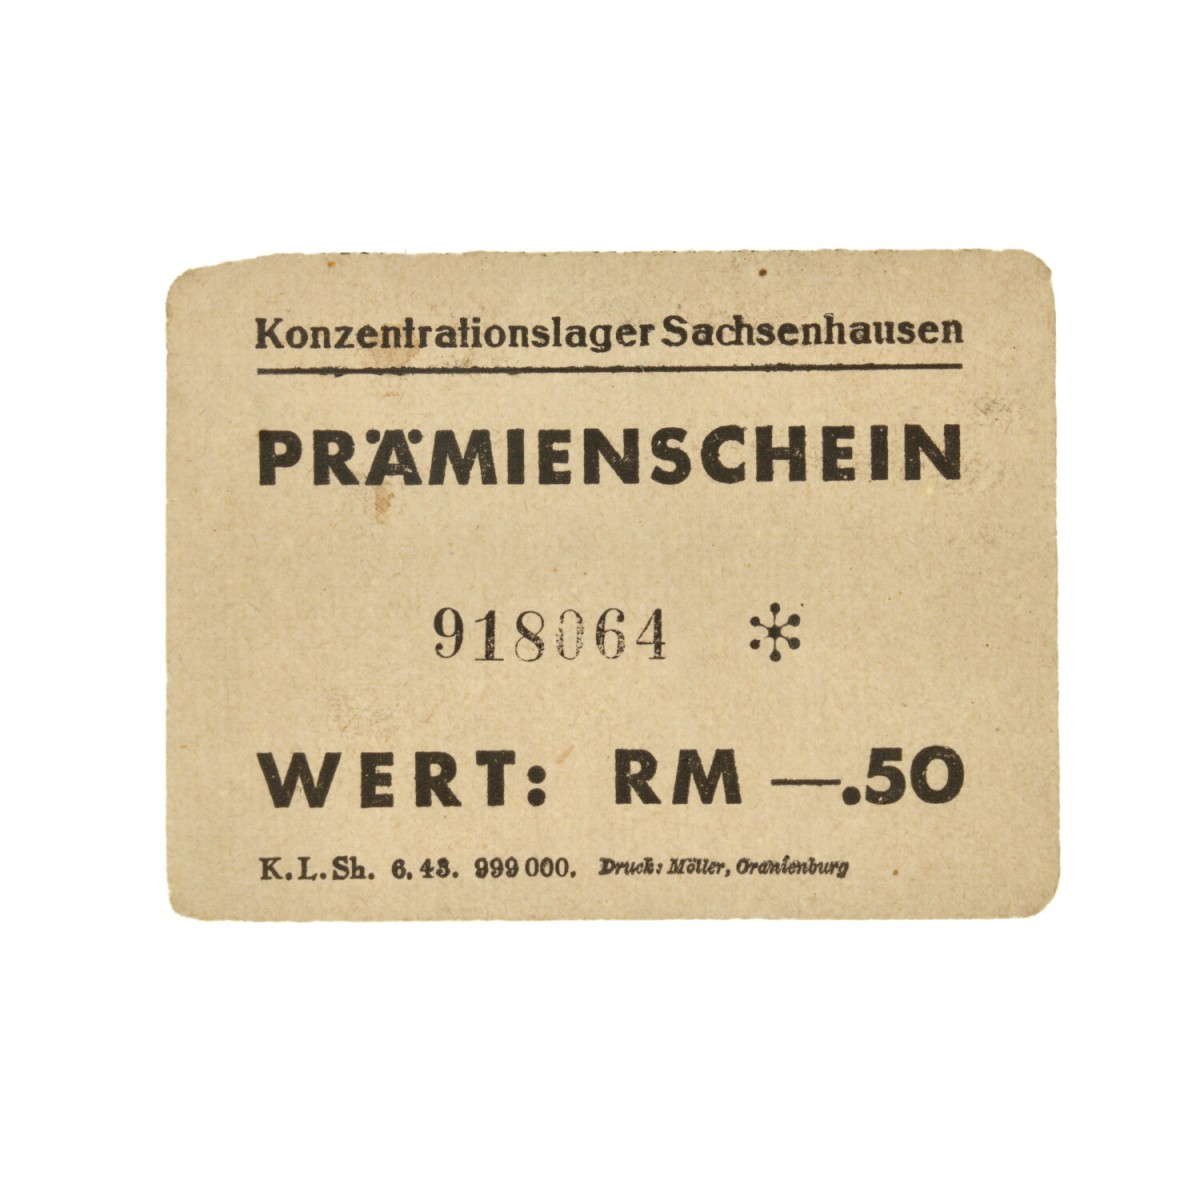 Konzentrationslager Sachsenhausen
PRÄMIENSCHEIN
918064 *
WERT: RM —.50
K. L. Sh. 6. 43. 999 000. Druck: Möller, Oranienburg